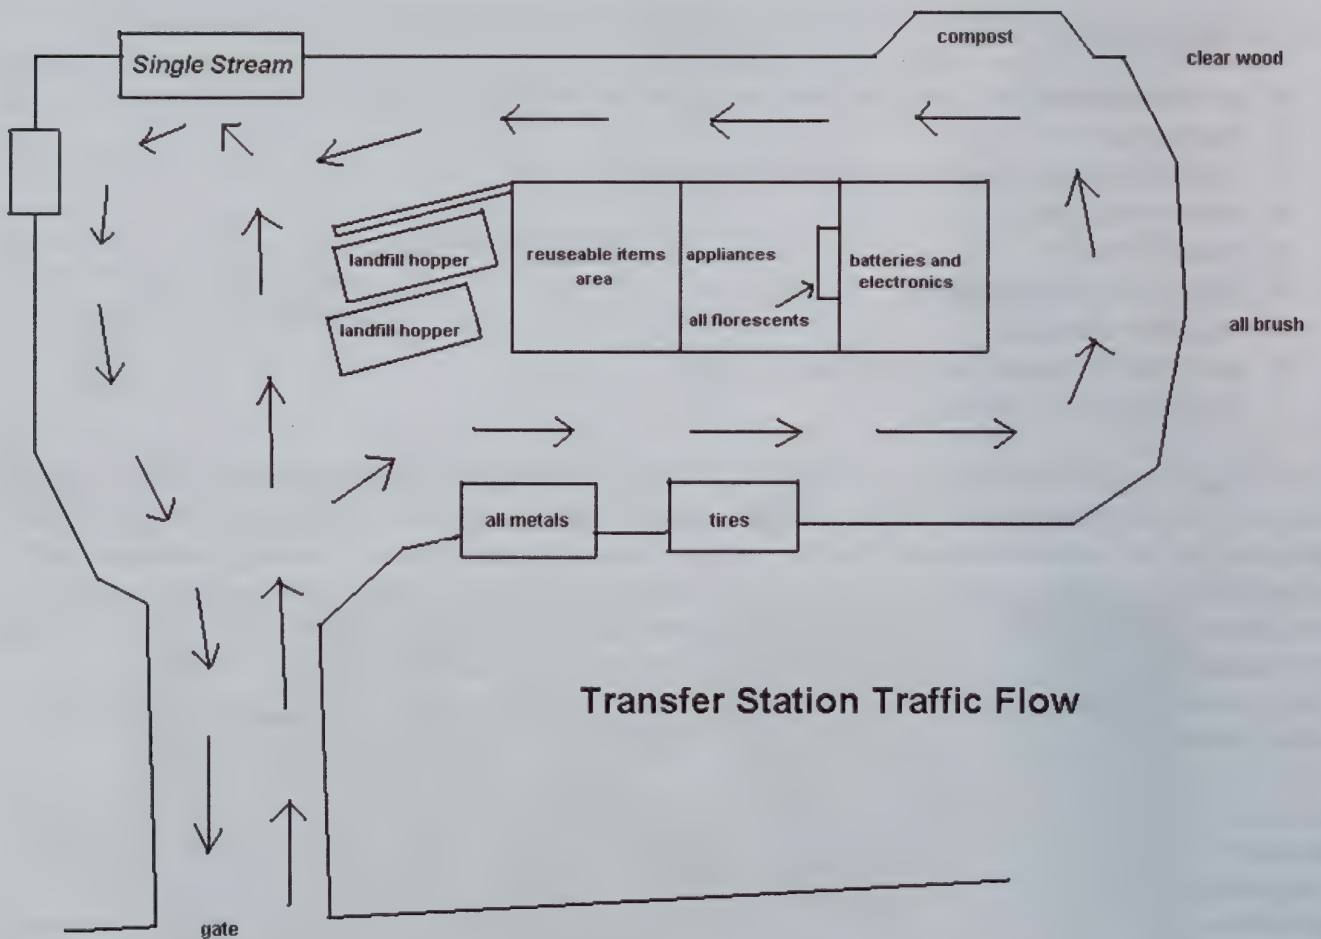 compost
Single Stream
clear wood
landfill hopper
reuseable items
area
appliances
batteries and
electronics
all florescents
landfill hopper
all brush
all metals
tires
Transfer Station Traffic Flow
gate